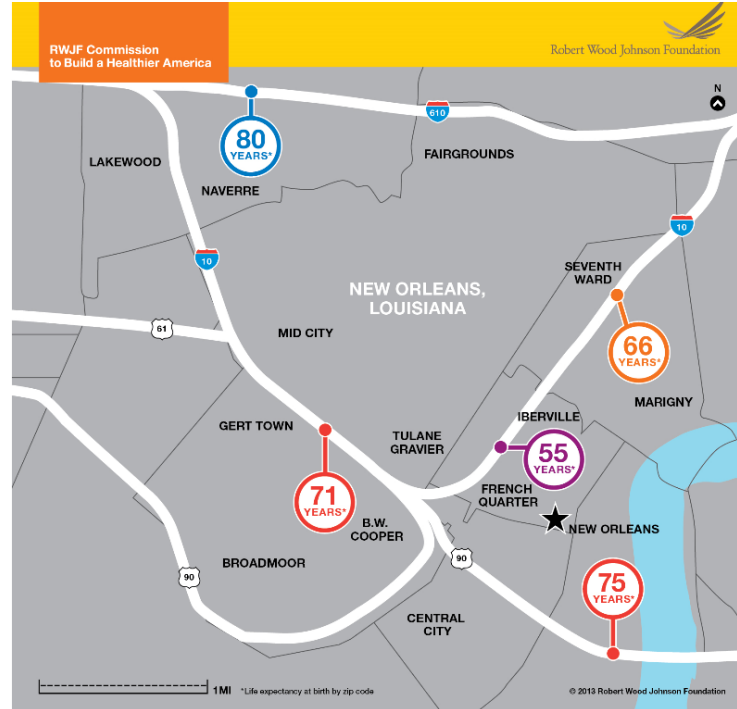 RWJF Commission
to Build a Healthier America
Robert Wood Johnson Foundation
N
610
80
YEARS*
LAKEWOOD
FAIRGROUNDS
NAVERRE
10
10
SEVENTH
WARD
NEW ORLEANS,
LOUISIANA
61
MID CITY
66
YEARS*
MARIGNY
IBERVILLE
GERT TOWN
TULANE
GRAVIER
55
YEARS*
71
YEARS*
FRENCH
QUARTER
B.W.
COOPER
NEW ORLEANS
90
BROADMOOR
90
75
YEARS*
CENTRAL
CITY
1MI
*Life expectancy at birth by zip code
© 2013 Robert Wood Johnson Foundation